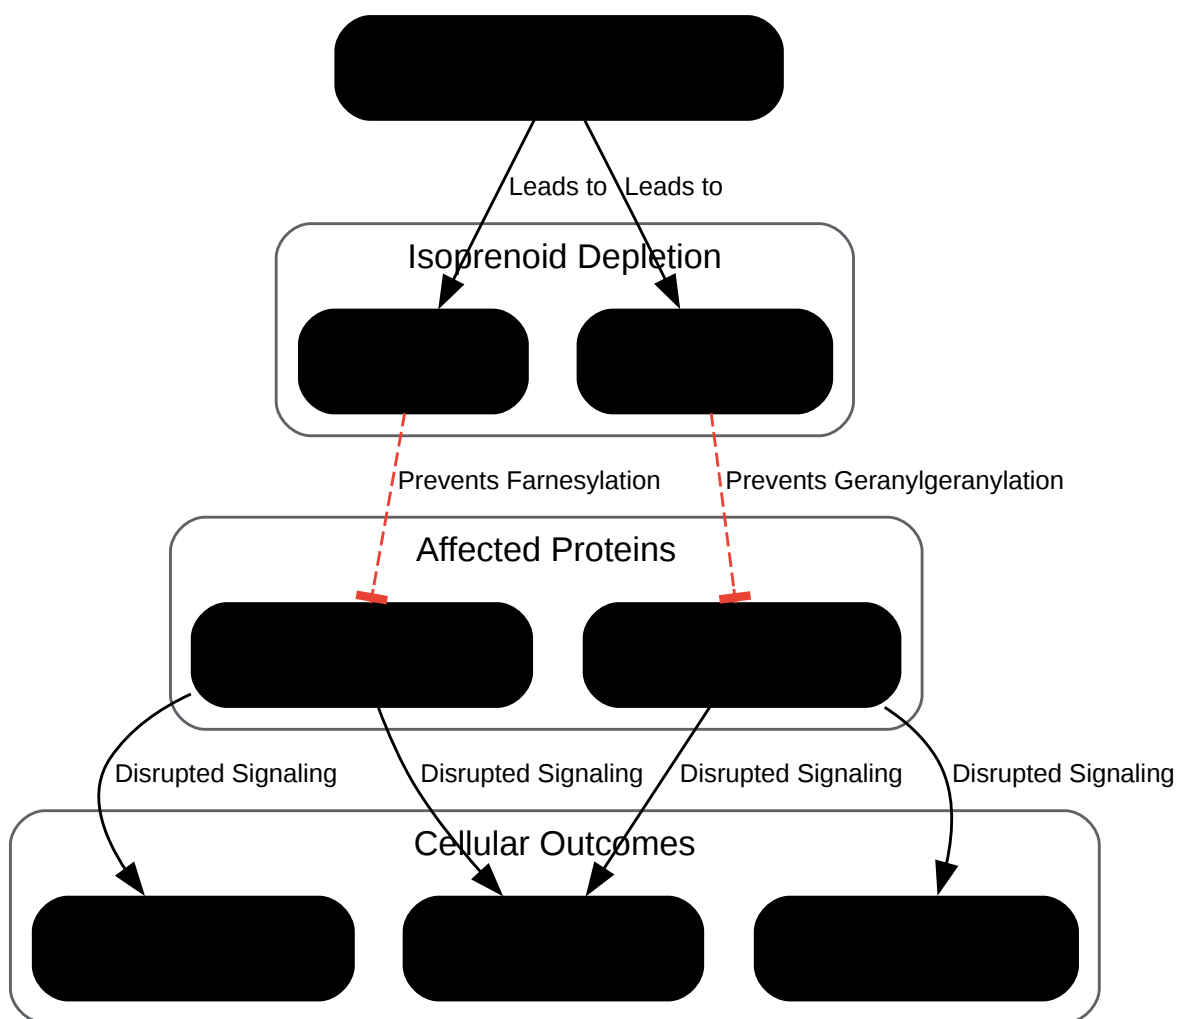 Leads to
Leads to
Isoprenoid Depletion
Prevents Farnesylation
Prevents Geranylgeranylation
Affected Proteins
Disrupted Signaling
Disrupted Signaling
Disrupted Signaling
Disrupted Signaling
Cellular Outcomes